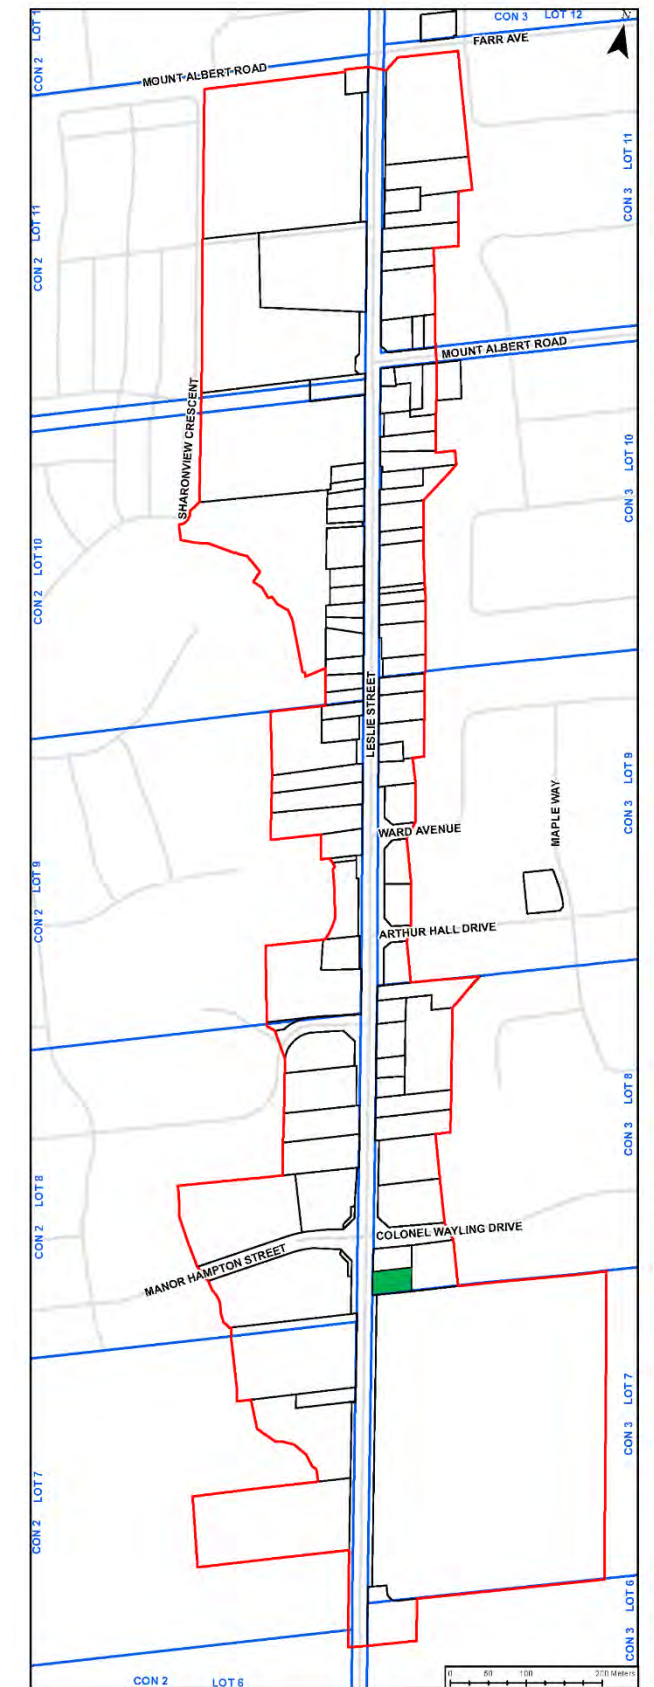 CON 3 LOT 12
N
LOT 1
CON 2
FARR AVE
MOUNT ALBERT ROAD
LOT 11
CON 3
LOT 11
CON 2
MOUNT ALBERT ROAD
SHARONVIEW CRESCENT
LOT 10
CON 3
LOT 10
CON 2
LESLIE STREET
LOT 9
CON 3
MAPLE WAY
WARD AVENUE
LOT 9
CON 2
ARTHUR HALL DRIVE
LOT 8
CON 3
LOT 8
CON 2
COLONEL WAYLING DRIVE
MANOR HAMPTON STREET
LOT 7
CON 3
LOT 7
CON 2
LOT 6
CON 3
CON 2 LOT 6
0 50 100 200 Meters